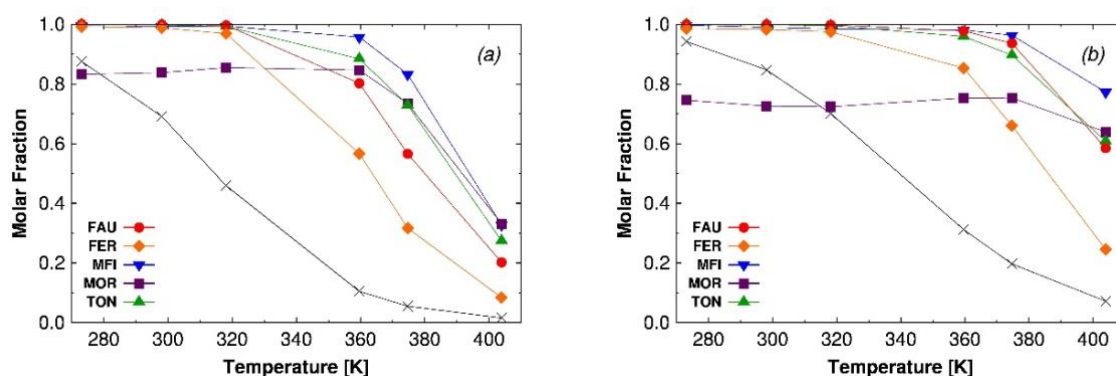 (a)
1.0
0.8
0.6
0.4
0.2
0.0
Molar Fraction
FAU
FER
MFI
MOR
TON
280 300 320 340 360 380 400
Temperature [K]
(b)
1.0
0.8
0.6
0.4
0.2
0.0
Molar Fraction
FAU
FER
MFI
MOR
TON
280 300 320 340 360 380 400
Temperature [K]